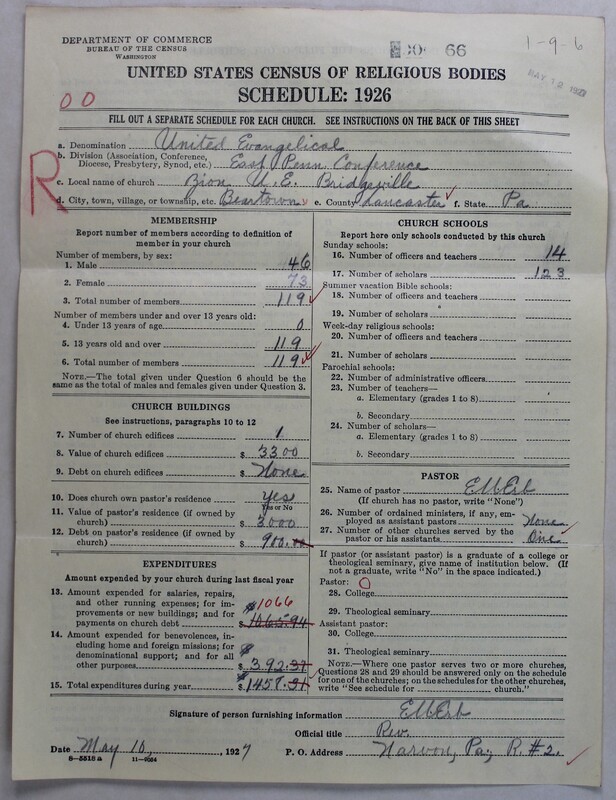 DEPARTMENT OF COMMERCE
BUREAU OF THE CENSUS
WASHINGTON
66
1-9-6
MAY 12 1927
UNITED STATES CENSUS OF RELIGIOUS BODIES
SCHEDULE: 1926
00
FILL OUT A SEPARATE SCHEDULE FOR EACH CHURCH. SEE INSTRUCTIONS ON THE BACK OF THIS SHEET
R
a. Denomination United Evangelical
b. Division (Association, Conference, Diocese, Presbytery, Synod, etc.) East Penn Conference
c. Local name of church Zion U. E. Bridgeville
d. City, town, village, or township, etc. Beartown e. County Lancaster f. State Pa
MEMBERSHIP
Report number of members according to definition of
member in your church
Number of members, by sex:
1. Male 46
2. Female 73
3. Total number of members 119
Number of members under and over 13 years old:
4. Under 13 years of age 0
5. 13 years old and over 119
6. Total number of members 119
NOTE.—The total given under Question 6 should be the
same as the total of males and females given under Question 3.
CHURCH BUILDINGS
See instructions, paragraphs 10 to 12
7. Number of church edifices 1
8. Value of church edifices $ 3300
9. Debt on church edifices $ None
10. Does church own pastor's residence yes
Yes or No
11. Value of pastor's residence (if owned by
church) $ 3000
12. Debt on pastor's residence (if owned by
church) $ 900.
EXPENDITURES
Amount expended by your church during last fiscal year
13. Amount expended for salaries, repairs,
and other running expenses; for im-
provements or new buildings; and for
payments on church debt $ 1065.94
$1066
14. Amount expended for benevolences,
including home and foreign missions; for
denominational support; and for all
other purposes $ 392.37
15. Total expenditures during year $ 1457.31
CHURCH SCHOOLS
Report here only schools conducted by this church
Sunday schools:
16. Number of officers and teachers 14
17. Number of scholars 123
Summer vacation Bible schools:
18. Number of officers and teachers
19. Number of scholars
Week-day religious schools:
20. Number of officers and teachers
21. Number of scholars
Parochial schools:
22. Number of administrative officers
23. Number of teachers—
a. Elementary (grades 1 to 8)
b. Secondary
24. Number of scholars—
a. Elementary (grades 1 to 8)
b. Secondary
PASTOR
25. Name of pastor E M Erb
(If church has no pastor, write "None")
26. Number of ordained ministers, if any, em-
ployed as assistant pastors None
27. Number of other churches served by the
pastor or his assistants One
If pastor (or assistant pastor) is a graduate of a college or
theological seminary, give name of institution below. (If
not a graduate, write "No" in the space indicated.)
Pastor: O
28. College
29. Theological seminary
Assistant pastor:
30. College
31. Theological seminary
NOTE.—Where one pastor serves two or more churches,
Questions 28 and 29 should be answered only on the schedule
for one of the churches; on the schedules for the other churches,
write "See schedule for church."
Signature of person furnishing information E M Erb
Official title Rev.
Date May 10, 1927 P. O. Address Narvon, Pa, R. #2.
8—5518 a 11—9054